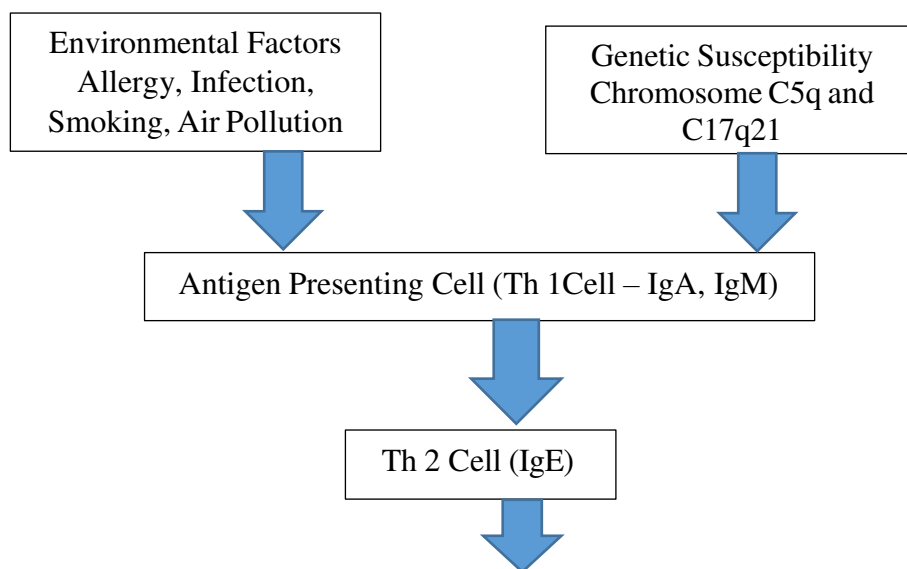 Environmental Factors
Allergy, Infection,
Smoking, Air Pollution
Genetic Susceptibility
Chromosome C5q and
C17q21
Antigen Presenting Cell (Th 1Cell – IgA, IgM)
Th 2 Cell (IgE)